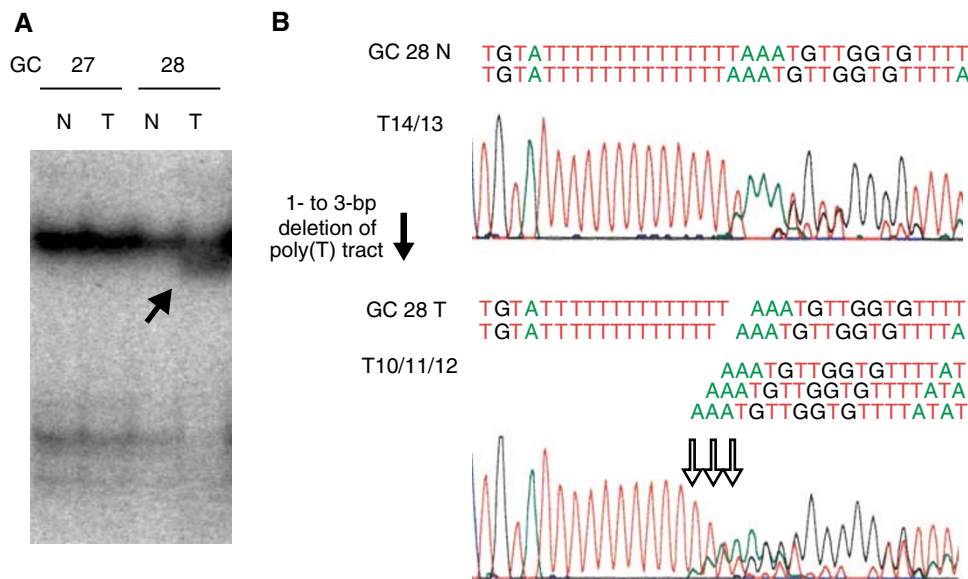 A
GC 27 28
N T N T
B
GC 28 N
TGTATTTTTTTTTTTTTTAAATGTTGGTGTTTT
TGTATTTTTTTTTTTTTAAATGTTGGTGTTTTA
T14/13
1- to 3-bp
deletion of
poly(T) tract
GC 28 T
TGTATTTTTTTTTTTTTT AAATGTTGGTGTTTT
TGTATTTTTTTTTTTTT AAATGTTGGTGTTTTA
T10/11/12
AAATGTTGGTGTTTTAT
AAATGTTGGTGTTTTATA
AAATGTTGGTGTTTTATAT